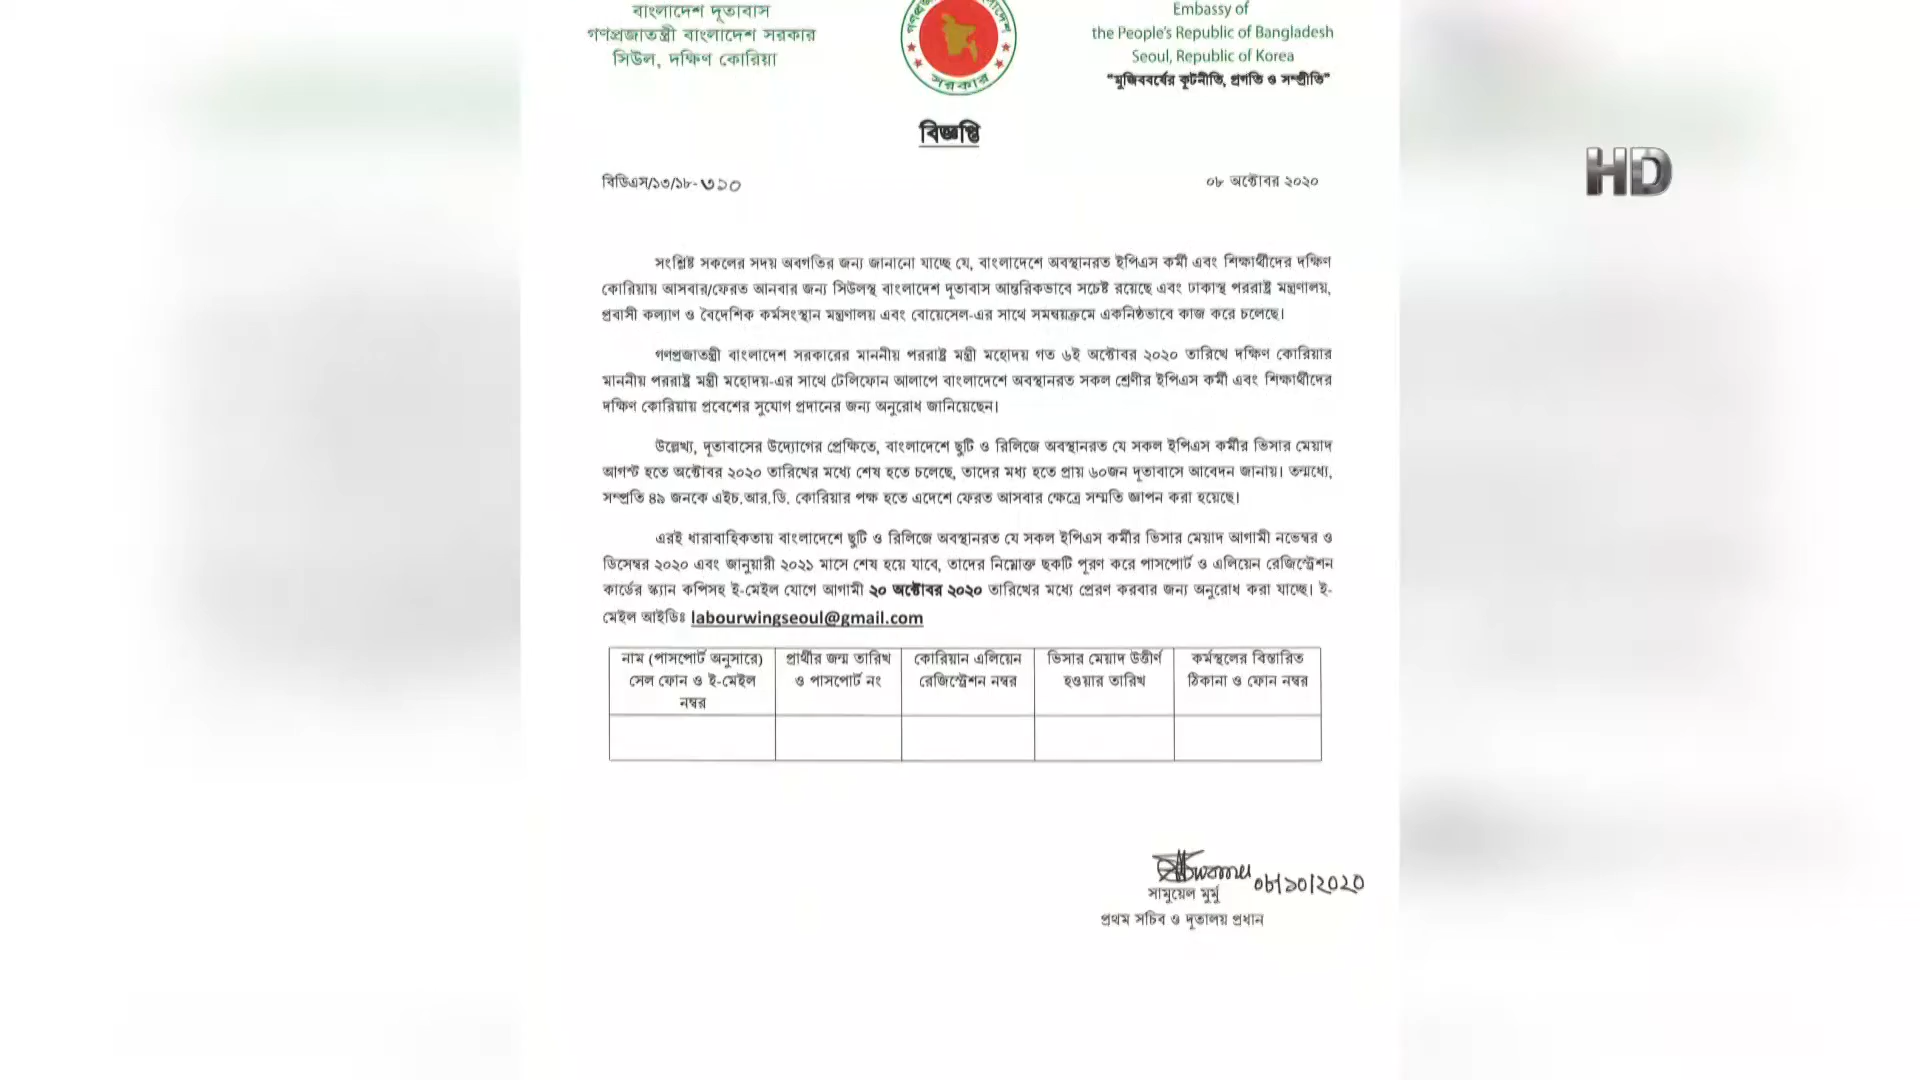 বাংলাদেশ দূতাবাস
গণপ্রজাতন্ত্রী বাংলাদেশ সরকার
সিউল, দক্ষিণ কোরিয়া
সরকার
Embassy of
the People's Republic of Bangladesh
Seoul, Republic of Korea
"মুজিববর্ষের কূটনীতি, প্রগতি ও সম্প্রীতি"
বিজ্ঞপ্তি
HD
বিডিএস/১৩/১৮-৩১০
০৮ অক্টোবর ২০২০
সংশ্লিষ্ট সকলের সদয় অবগতির জন্য জানানো যাচ্ছে যে, বাংলাদেশে অবস্থানরত ইপিএস কর্মী এবং শিক্ষার্থীদের দক্ষিণ
কোরিয়ায় আসবার/ফেরত আনবার জন্য সিউলস্থ বাংলাদেশ দূতাবাস আন্তরিকভাবে সচেষ্ট রয়েছে এবং ঢাকাস্থ পররাষ্ট্র মন্ত্রণালয়,
প্রবাসী কল্যাণ ও বৈদেশিক কর্মসংস্থান মন্ত্রণালয় এবং বোয়েসেল-এর সাথে সমন্বয়ক্রমে একনিষ্ঠভাবে কাজ করে চলেছে।
গণপ্রজাতন্ত্রী বাংলাদেশ সরকারের মাননীয় পররাষ্ট্র মন্ত্রী মহোদয় গত ৬ই অক্টোবর ২০২০ তারিখে দক্ষিণ কোরিয়ার
মাননীয় পররাষ্ট্র মন্ত্রী মহোদয়-এর সাথে টেলিফোন আলাপে বাংলাদেশে অবস্থানরত সকল শ্রেণীর ইপিএস কর্মী এবং শিক্ষার্থীদের
দক্ষিণ কোরিয়ায় প্রবেশের সুযোগ প্রদানের জন্য অনুরোধ জানিয়েছেন।
উল্লেখ্য, দূতাবাসের উদ্যোগের প্রেক্ষিতে, বাংলাদেশে ছুটি ও রিলিজে অবস্থানরত যে সকল ইপিএস কর্মীর ভিসার মেয়াদ
আগস্ট হতে অক্টোবর ২০২০ তারিখের মধ্যে শেষ হতে চলেছে, তাদের মধ্য হতে প্রায় ৬০জন দূতাবাসে আবেদন জানায়। তন্মধ্যে,
সম্প্রতি ৪৯ জনকে এইচ.আর.ডি. কোরিয়ার পক্ষ হতে এদেশে ফেরত আসবার ক্ষেত্রে সম্মতি জ্ঞাপন করা হয়েছে।
এরই ধারাবাহিকতায় বাংলাদেশে ছুটি ও রিলিজে অবস্থানরত যে সকল ইপিএস কর্মীর ভিসার মেয়াদ আগামী নভেম্বর ও
ডিসেম্বর ২০২০ এবং জানুয়ারী ২০২১ মাসে শেষ হয়ে যাবে, তাদের নিম্নোক্ত ছকটি পূরণ করে পাসপোর্ট ও এলিয়েন রেজিস্ট্রেশন
কার্ডের স্ক্যান কপিসহ ই-মেইল যোগে আগামী ২০ অক্টোবর ২০২০ তারিখের মধ্যে প্রেরণ করবার জন্য অনুরোধ করা যাচ্ছে। ই-
মেইল আইডিঃ labourwingseoul@gmail.com
নাম (পাসপোর্ট অনুসারে) সেল ফোন ও ই-মেইল নম্বর
প্রার্থীর জন্ম তারিখ ও পাসপোর্ট নং
কোরিয়ান এলিয়েন রেজিস্ট্রেশন নম্বর
ভিসার মেয়াদ উত্তীর্ণ হওয়ার তারিখ
কর্মস্থলের বিস্তারিত ঠিকানা ও ফোন নম্বর
০৮/১০/2020
সামুয়েল মুর্মু
প্রথম সচিব ও দূতালয় প্রধান